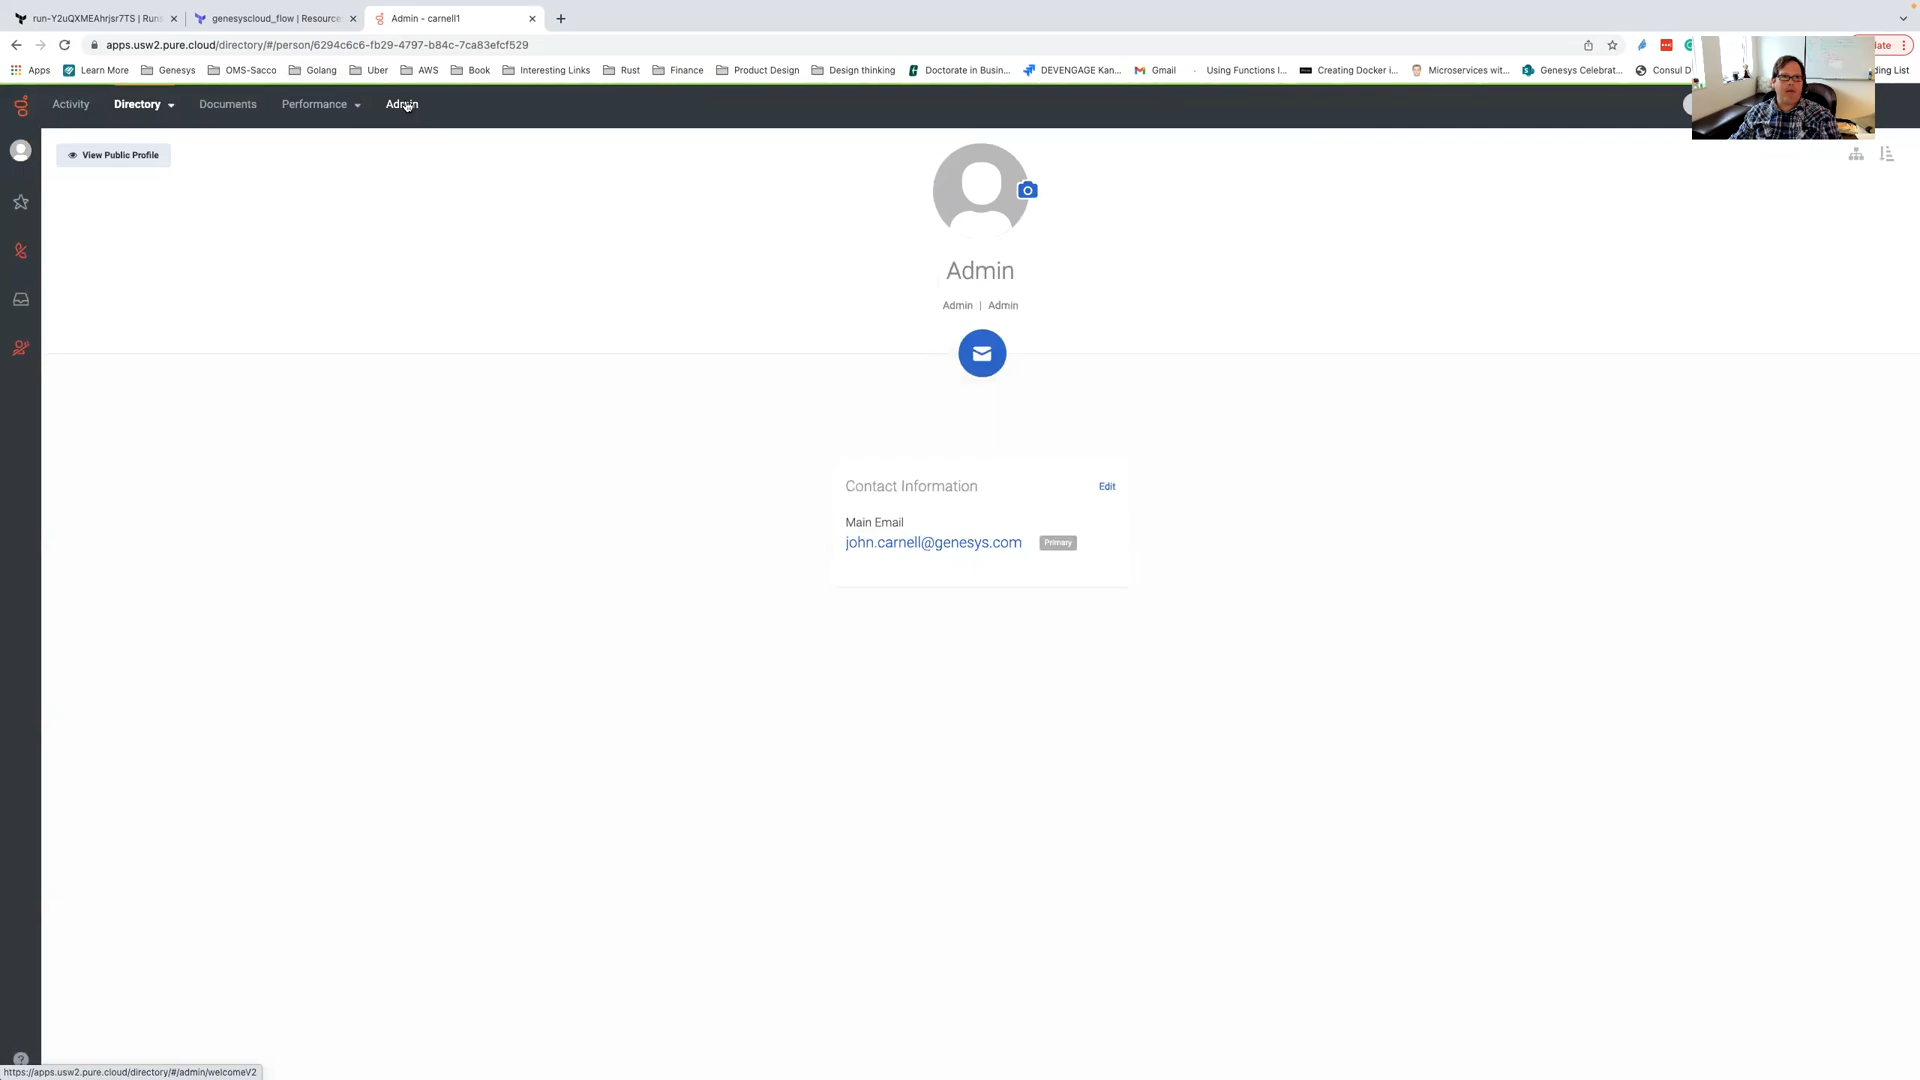 run-Y2uQXMEAhrjsr7TS | Runs
genesyscloud_flow | Resource
Admin - carnell1
apps.usw2.pure.cloud/directory/#/person/6294c6c6-fb29-4797-b84c-7ca83efcf529
Apps Learn More Genesys OMS-Sacco Golang Uber AWS Book Interesting Links Rust Finance Product Design Design thinking Doctorate in Busin... DEVENGAGE Kan... Gmail Using Functions I... Creating Docker i... Microservices wit... Genesys Celebrat... Consul D
Activity Directory Documents Performance Admin
View Public Profile
Admin
Admin | Admin
Contact Information Edit
Main Email
john.carnell@genesys.com Primary
https://apps.usw2.pure.cloud/directory/#/admin/welcomeV2